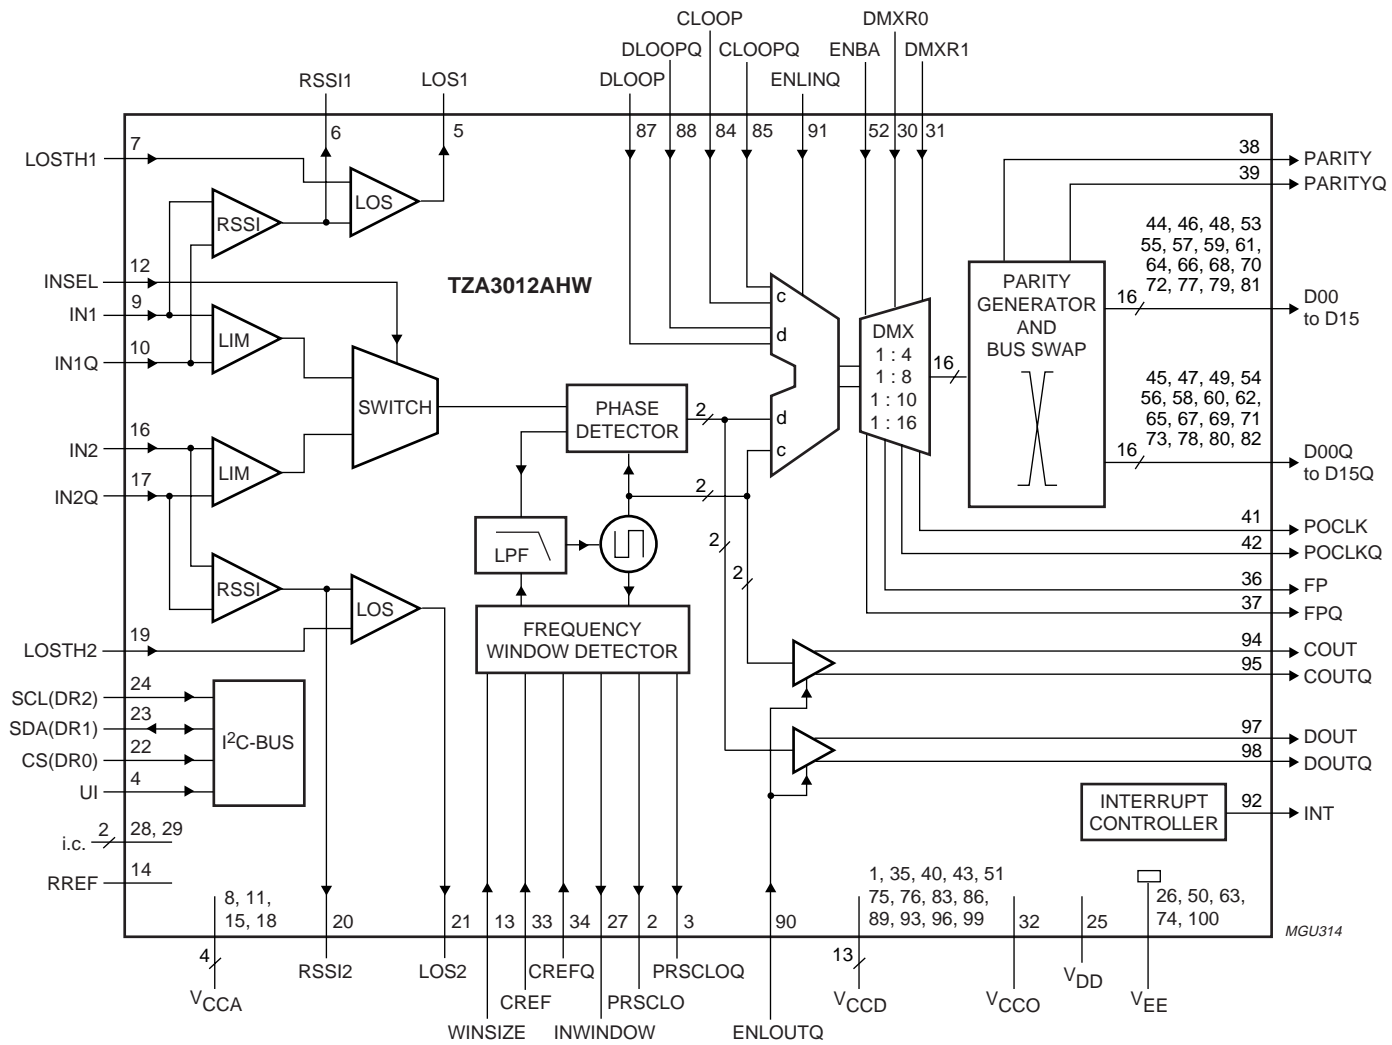 CLOOP
DMXR0
DLOOPQ
CLOOPQ
ENBA
DMXR1
RSSI1
LOS1
DLOOP
ENLINQ
7
6
5
87
88
84
85
91
52
30
31
38
PARITY
LOSTH1
39
PARITYQ
LOS
RSSI
44, 46, 48, 53
55, 57, 59, 61,
64, 66, 68, 70
72, 77, 79, 81
12
INSEL
TZA3012AHW
PARITY
GENERATOR
AND
BUS SWAP
16
D00
to D15
9
IN1
LIM
c
d
DMX
1 : 4
1 : 8
1 : 10
1 : 16
16
10
IN1Q
45, 47, 49, 54
56, 58, 60, 62,
65, 67, 69, 71
73, 78, 80, 82
SWITCH
PHASE
DETECTOR
2
d
c
16
IN2
LIM
16
D00Q
to D15Q
17
IN2Q
2
41
POCLK
LPF
2
42
POCLKQ
2
RSSI
36
FP
LOS
37
FPQ
19
LOSTH2
FREQUENCY
WINDOW DETECTOR
94
COUT
95
COUTQ
24
SCL(DR2)
23
SDA(DR1)
I2C-BUS
97
DOUT
22
CS(DR0)
98
DOUTQ
4
UI
INTERRUPT
CONTROLLER
92
INT
i.c.
2
28, 29
RREF
14
8, 11,
15, 18
20
21
13
33
34
27
2
3
90
1, 35, 40, 43, 51
75, 76, 83, 86,
89, 93, 96, 99
32
25
26, 50, 63,
74, 100
MGU314
4
VCCA
RSSI2
LOS2
CREFQ
PRSCLOQ
13
VCCD
VCCO
VDD
VEE
CREF
PRSCLO
WINSIZE
INWINDOW
ENLOUTQ